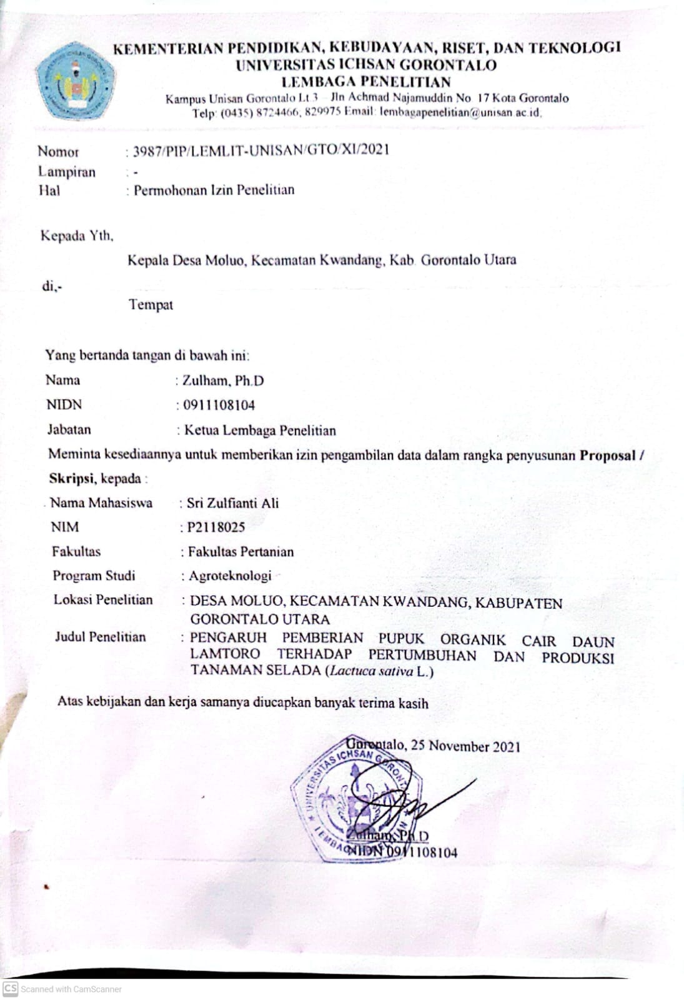 KEMENTERIAN PENDIDIKAN, KEBUDAYAAN, RISET, DAN TEKNOLOGI
UNIVERSITAS ICHSAN GORONTALO
LEMBAGA PENELITIAN
Kampus Unisan Gorontalo Lt.3 - Jln Achmad Najamuddin No. 17 Kota Gorontalo
Telp: (0435) 8724466, 829975 Email: lembagapenelitian@unisan.ac.id.
Nomor : 3987/PIP/LEMLIT-UNISAN/GTO/XI/2021
Lampiran : -
Hal : Permohonan Izin Penelitian
Kepada Yth,
Kepala Desa Moluo, Kecamatan Kwandang, Kab. Gorontalo Utara
di,-
Tempat
Yang bertanda tangan di bawah ini:
Nama : Zulham, Ph.D
NIDN : 0911108104
Jabatan : Ketua Lembaga Penelitian
Meminta kesediaannya untuk memberikan izin pengambilan data dalam rangka penyusunan Proposal /
Skripsi, kepada :
Nama Mahasiswa : Sri Zulfianti Ali
NIM : P2118025
Fakultas : Fakultas Pertanian
Program Studi : Agroteknologi
Lokasi Penelitian : DESA MOLUO, KECAMATAN KWANDANG, KABUPATEN
GORONTALO UTARA
Judul Penelitian : PENGARUH PEMBERIAN PUPUK ORGANIK CAIR DAUN
LAMTORO TERHADAP PERTUMBUHAN DAN PRODUKSI
TANAMAN SELADA (Lactuca sativa L.)
Atas kebijakan dan kerja samanya diucapkan banyak terima kasih
Gorontalo, 25 November 2021
UNIVERSITAS ICHSAN GORONTALO
LEMBAGA PENELITIAN
Zulham, Ph.D
NIDN 0911108104
CS Scanned with CamScanner